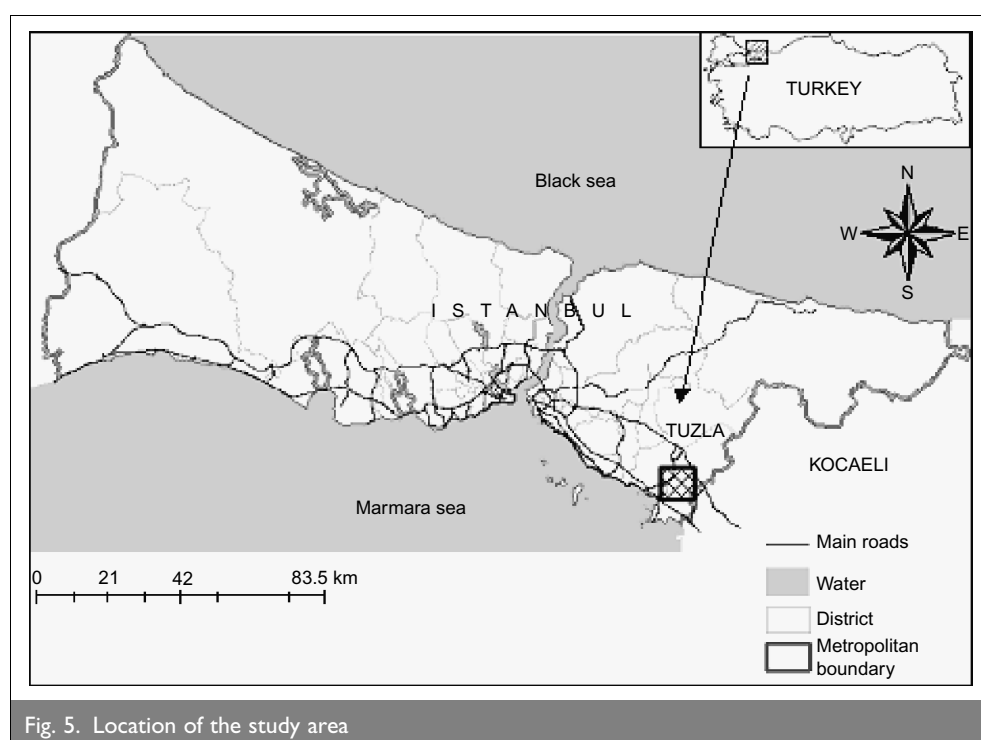 TURKEY
Black sea
N
W E
S
I S T A N B U L
TUZLA
KOCAELI
Marmara sea
Main roads
0 21 42 83.5 km
Water
District
Metropolitan
boundary
Fig. 5. Location of the study area